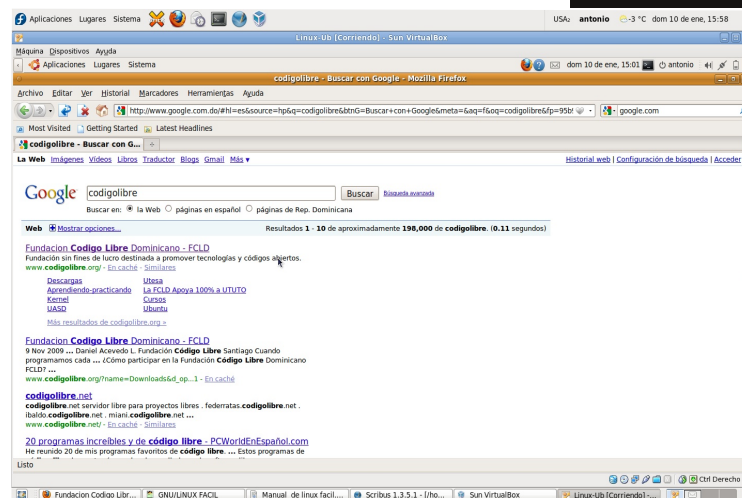 Aplicaciones Lugares Sistema USA2 antonio -3 °C dom 10 de ene, 15:58
Linux-Ub [Corriendo] - Sun VirtualBox
Máquina Dispositivos Ayuda
Aplicaciones Lugares Sistema dom 10 de ene, 15:01 antonio
codigolibre - Buscar con Google - Mozilla Firefox
Archivo Editar Ver Historial Marcadores Herramientas Ayuda
http://www.google.com.do/#hl=es&source=hp&q=codigolibre&btnG=Buscar+con+Google&meta=&aq=f&oq=codigolibre&fp=95b! google.com
Most Visited Getting Started Latest Headlines
codigolibre - Buscar con G...
La Web Imágenes Vídeos Libros Traductor Blogs Gmail Más ▼ Historial web | Configuración de búsqueda | Acceder
Google codigolibre Buscar Búsqueda avanzada
Buscar en: la Web páginas en español páginas de Rep. Dominicana
Web Mostrar opciones... Resultados 1 - 10 de aproximadamente 198,000 de codigolibre. (0.11 segundos)
Fundacion Codigo Libre Dominicano - FCLD
Fundación sin fines de lucro destinada a promover tecnologías y códigos abiertos.
www.codigolibre.org/ - En caché - Similares
Descargas Utesa
Aprendiendo-practicando La FCLD Apoya 100% a UTUTO
Kernel Cursos
UASD Ubuntu
Más resultados de codigolibre.org »
Fundacion Codigo Libre Dominicano - FCLD
9 Nov 2009 ... Daniel Acevedo L. Fundación Código Libre Santiago Cuando
programamos cada ... ¿Cómo participar en la Fundación Código Libre Dominicano
FCLD? ...
www.codigolibre.org/?name=Downloads&d_op...1 - En caché
codigolibre.net
codigolibre.net servidor libre para proyectos libres . federratas.codigolibre.net .
ibaldo.codigolibre.net . miani.codigolibre.net ...
www.codigolibre.net/ - En caché - Similares
20 programas increíbles y de código libre - PCWorldEnEspañol.com
He reunido 20 de mis programas favoritos de código libre. ... Estos programas de
Listo
Ctrl Derecho
Fundacion Codigo Libr... GNU/LiNUX FACIL Manual de linux facil.... Scribus 1.3.5.1 - [/ho... Sun VirtualBox Linux-Ub [Corriendo] -...